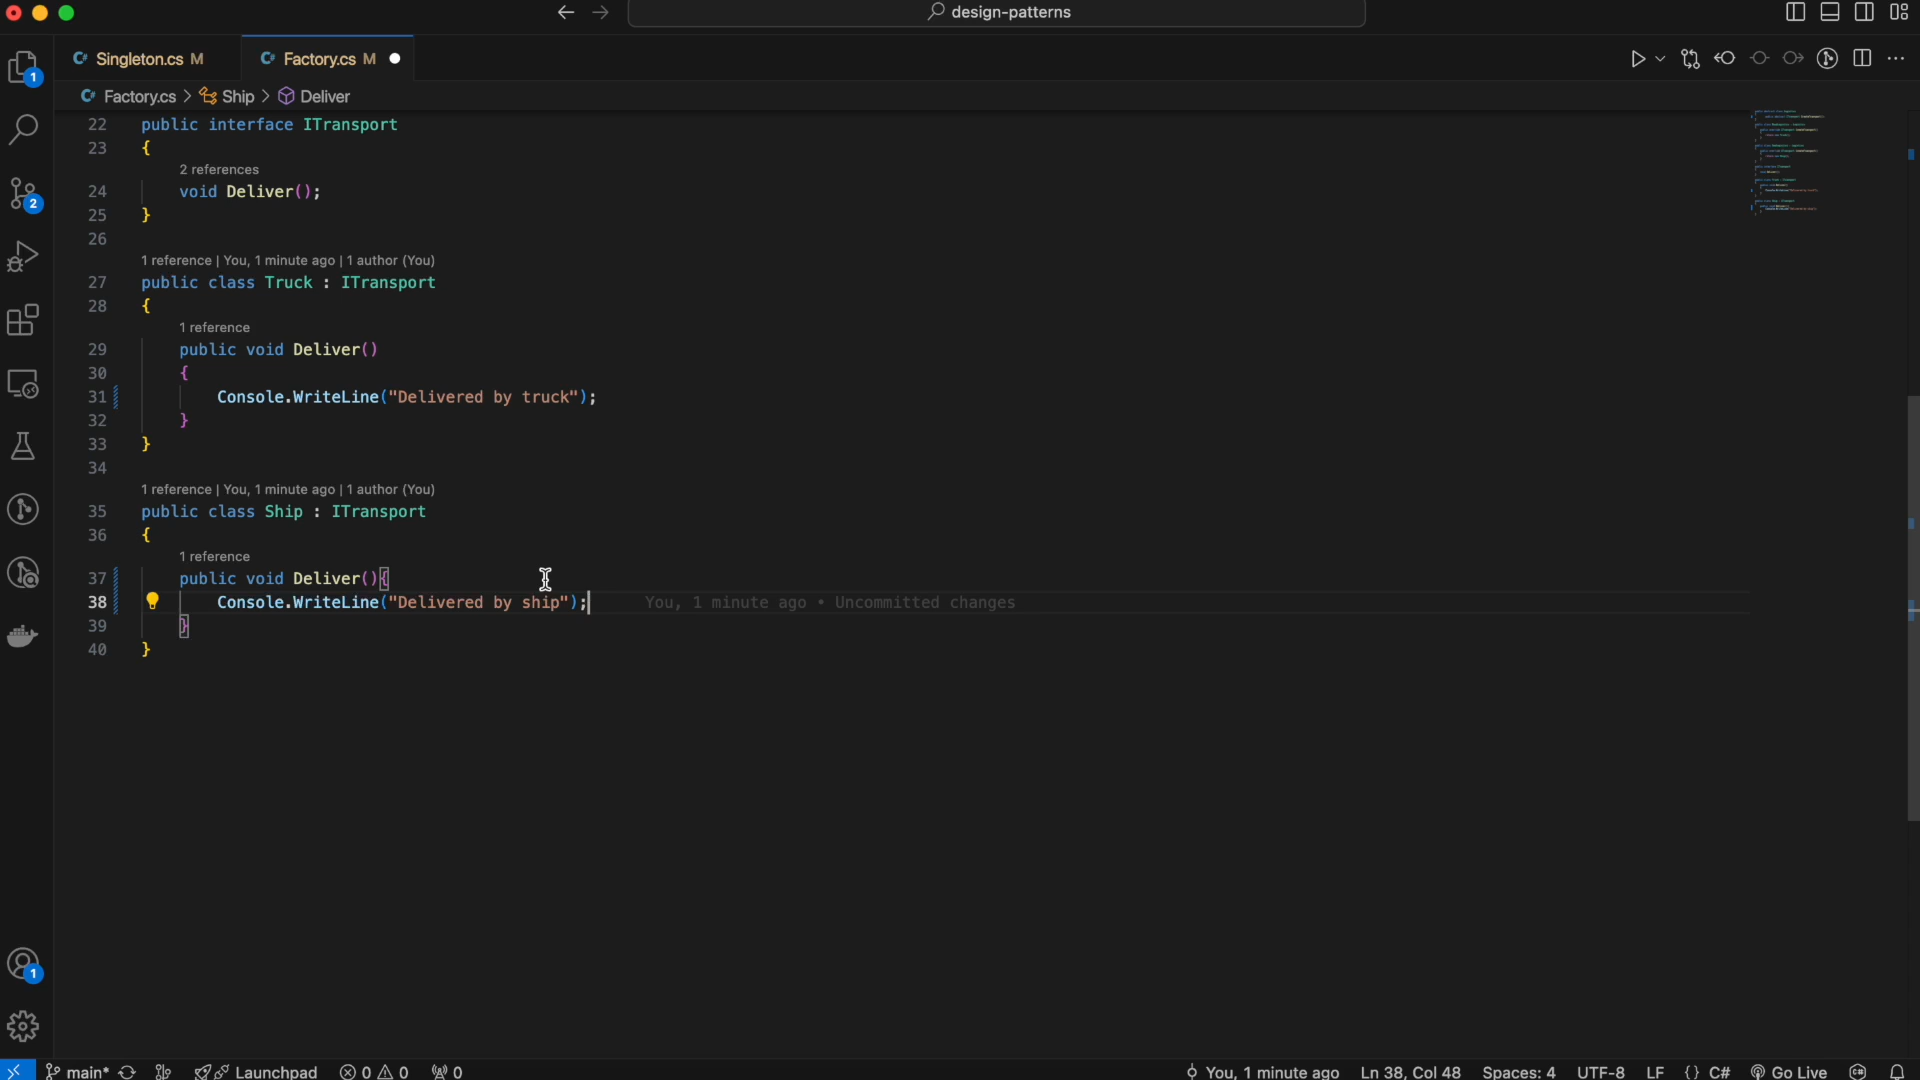 design-patterns
C# Singleton.cs M
C# Factory.cs M
1
C# Factory.cs > Ship > Deliver
22 public interface ITransport
23 {
2 references
24 void Deliver();
25 }
26
1 reference | You, 1 minute ago | 1 author (You)
27 public class Truck : ITransport
28 {
1 reference
29 public void Deliver()
30 {
31 Console.WriteLine("Delivered by truck");
32 }
33 }
34
1 reference | You, 1 minute ago | 1 author (You)
35 public class Ship : ITransport
36 {
1 reference
37 public void Deliver(){
38 Console.WriteLine("Delivered by ship"); You, 1 minute ago • Uncommitted changes
39 }
40 }
2
1
main* Launchpad 0 0 0 You, 1 minute ago Ln 38, Col 48 Spaces: 4 UTF-8 LF {} C# Go Live